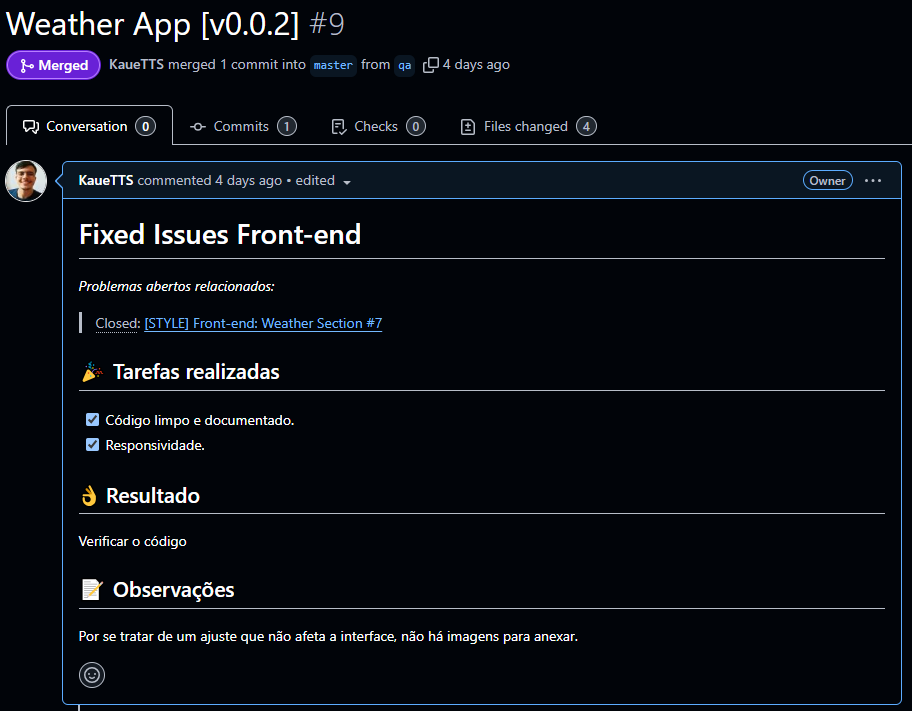 Weather App [v0.0.2] #9
Merged KaueTTS merged 1 commit into master from qa 4 days ago
Conversation 0 Commits 1 Checks 0 Files changed 4
KaueTTS commented 4 days ago • edited Owner
Fixed Issues Front-end
Problemas abertos relacionados:
Closed: [STYLE] Front-end: Weather Section #7
Tarefas realizadas
Código limpo e documentado.
Responsividade.
Resultado
Verificar o código
Observações
Por se tratar de um ajuste que não afeta a interface, não há imagens para anexar.